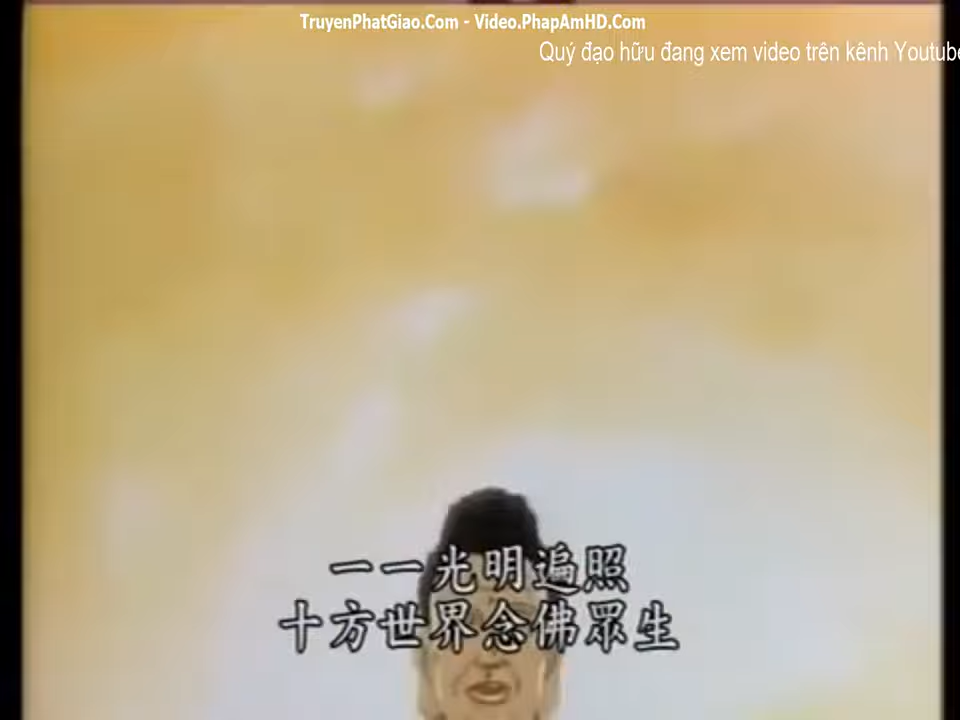 TruyenPhatGiao.Com - Video.PhapAmHD.Com
Quý đạo hữu đang xem video trên kênh Youtube
一一光明遍照
十方世界念佛眾生